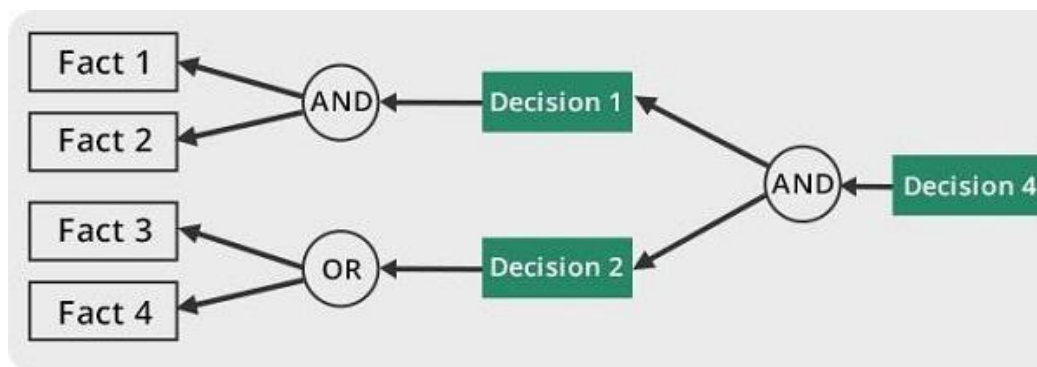 Fact 1
Fact 2
AND
Decision 1
AND
Decision 4
Fact 3
Fact 4
OR
Decision 2